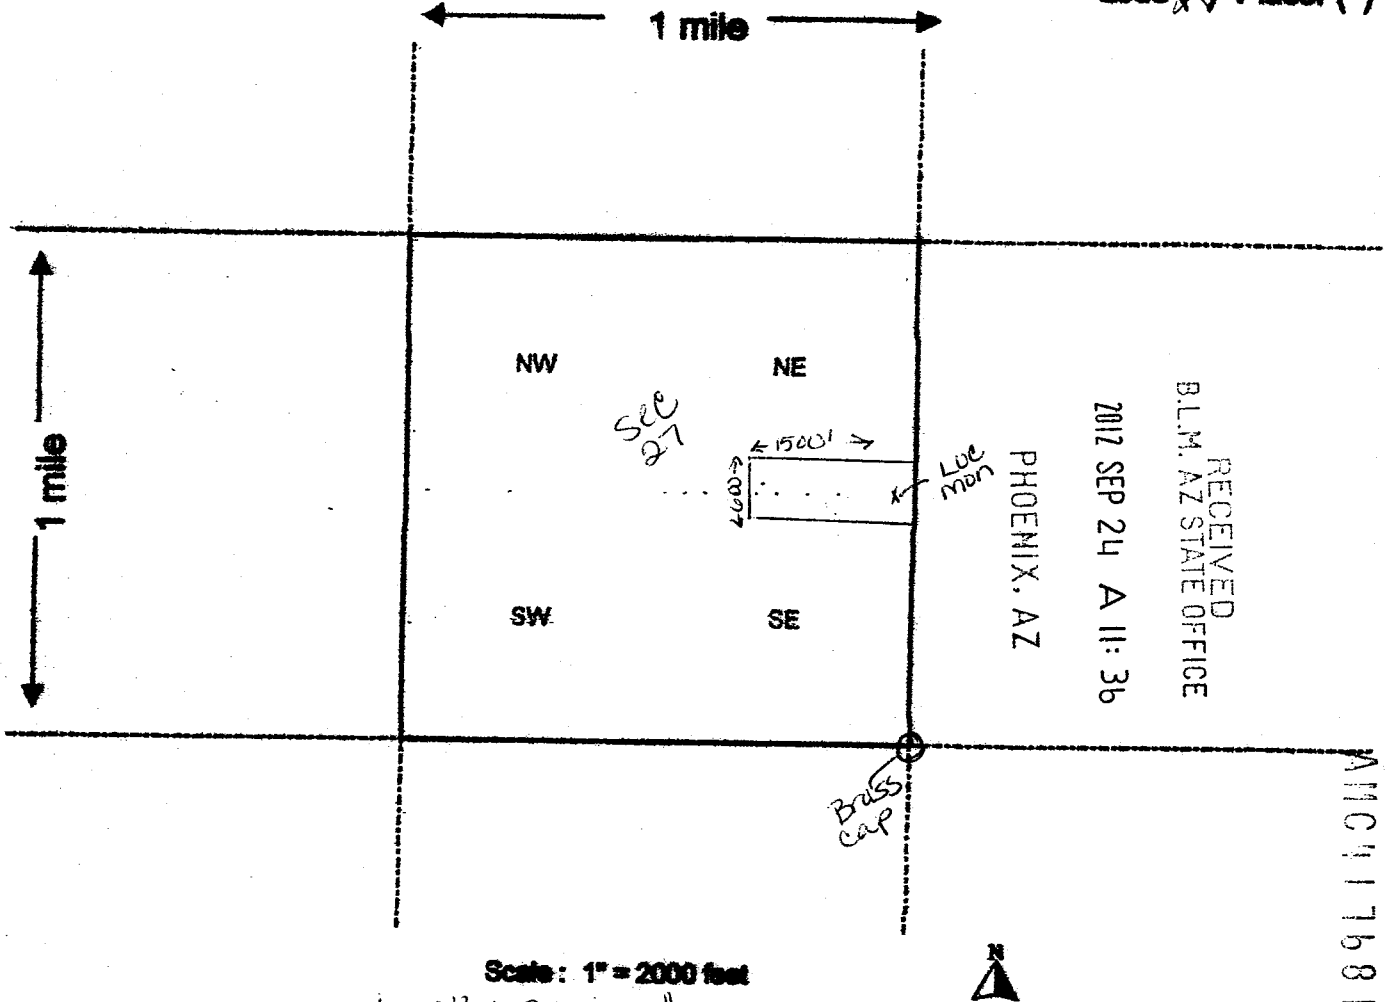 Placer ( )
1 mile
NW
NE
Sec
27
1500'
600'
Loc
mon
1 mile
SW
SE
Brass
cap
RECEIVED
B.L.M. AZ STATE OFFICE
2012 SEP 24 A 11: 36
PHOENIX, AZ
N
Scale: 1" = 2000 feet